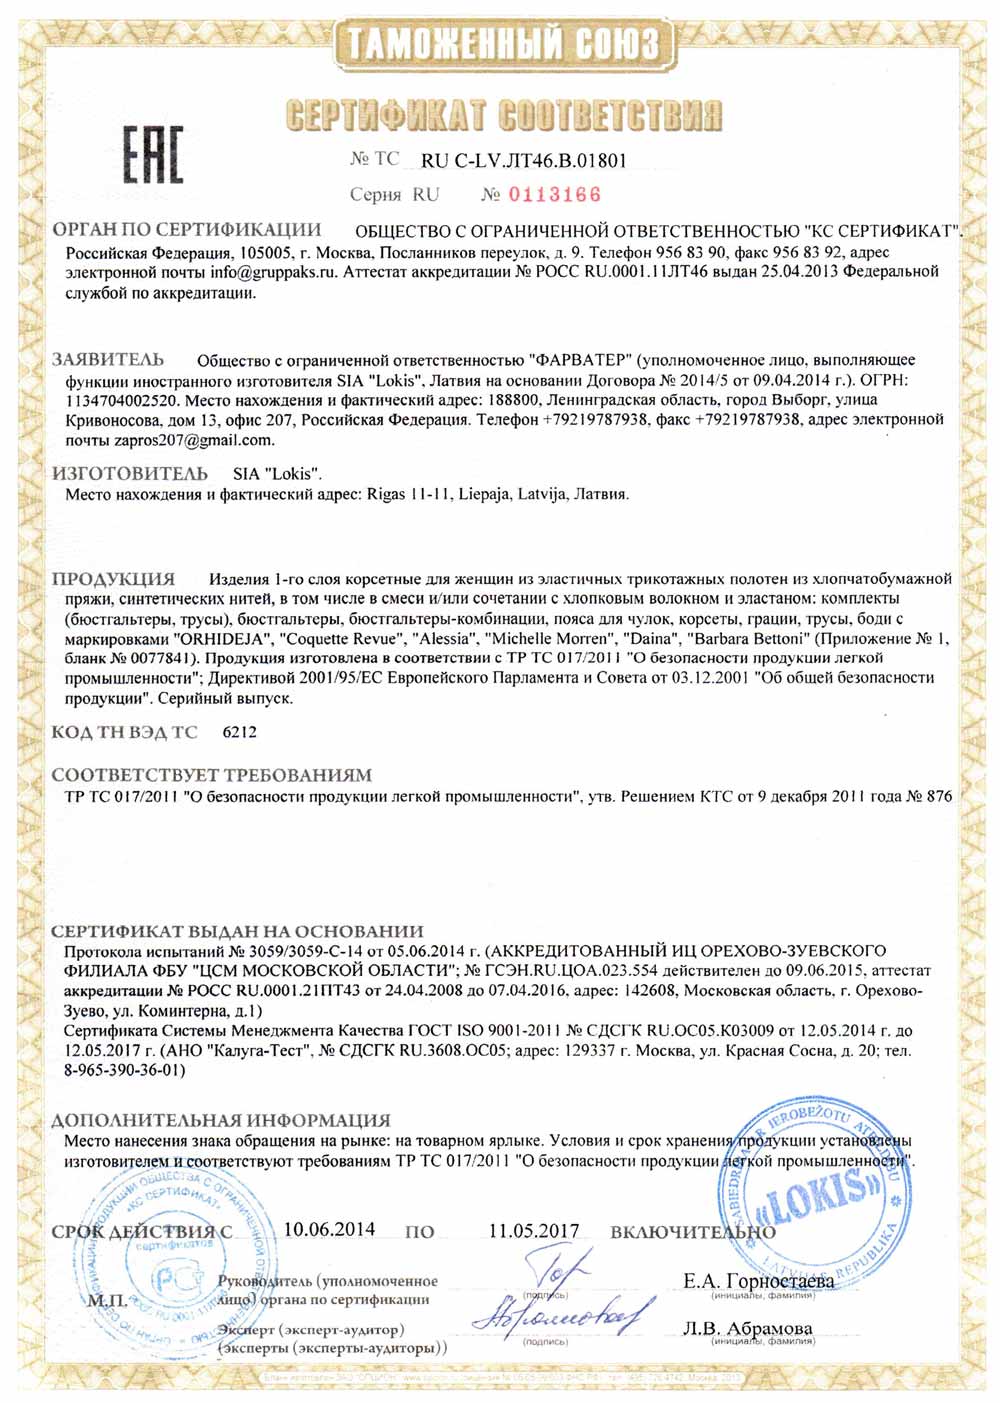 ТАМОЖЕННЫЙ СОЮЗ
СЕРТИФИКАТ СООТВЕТСТВИЯ
ЕАС
№ ТС RU C-LV.ЛТ46.В.01801
Серия RU № 0113166
ОРГАН ПО СЕРТИФИКАЦИИ ОБЩЕСТВО С ОГРАНИЧЕННОЙ ОТВЕТСТВЕННОСТЬЮ "КС СЕРТИФИКАТ".
Российская Федерация, 105005, г. Москва, Посланников переулок, д. 9. Телефон 956 83 90, факс 956 83 92, адрес
электронной почты info@gruppaks.ru. Аттестат аккредитации № РОСС RU.0001.11ЛТ46 выдан 25.04.2013 Федеральной
службой по аккредитации.
ЗАЯВИТЕЛЬ Общество с ограниченной ответственностью "ФАРВАТЕР" (уполномоченное лицо, выполняющее
функции иностранного изготовителя SIA "Lokis", Латвия на основании Договора № 2014/5 от 09.04.2014 г.). ОГРН:
1134704002520. Место нахождения и фактический адрес: 188800, Ленинградская область, город Выборг, улица
Кривоносова, дом 13, офис 207, Российская Федерация. Телефон +79219787938, факс +79219787938, адрес электронной
почты zapros207@gmail.com.
ИЗГОТОВИТЕЛЬ SIA "Lokis".
Место нахождения и фактический адрес: Rigas 11-11, Liepaja, Latvija, Латвия.
ПРОДУКЦИЯ Изделия 1-го слоя корсетные для женщин из эластичных трикотажных полотен из хлопчатобумажной
пряжи, синтетических нитей, в том числе в смеси и/или сочетании с хлопковым волокном и эластаном: комплекты
(бюстгальтеры, трусы), бюстгальтеры, бюстгальтеры-комбинации, пояса для чулок, корсеты, грации, трусы, боди с
маркировками "ORHIDEJA", "Coquette Revue", "Alessia", "Michelle Morren", "Daina", "Barbara Bettoni" (Приложение № 1,
бланк № 0077841). Продукция изготовлена в соответствии с ТР ТС 017/2011 "О безопасности продукции легкой
промышленности"; Директивой 2001/95/ЕС Европейского Парламента и Совета от 03.12.2001 "Об общей безопасности
продукции". Серийный выпуск.
КОД ТН ВЭД ТС 6212
СООТВЕТСТВУЕТ ТРЕБОВАНИЯМ
ТР ТС 017/2011 "О безопасности продукции легкой промышленности", утв. Решением КТС от 9 декабря 2011 года № 876
СЕРТИФИКАТ ВЫДАН НА ОСНОВАНИИ
Протокола испытаний № 3059/3059-С-14 от 05.06.2014 г. (АККРЕДИТОВАННЫЙ ИЦ ОРЕХОВО-ЗУЕВСКОГО
ФИЛИАЛА ФБУ "ЦСМ МОСКОВСКОЙ ОБЛАСТИ"; № ГСЭН.RU.ЦОА.023.554 действителен до 09.06.2015, аттестат
аккредитации № РОСС RU.0001.21ПТ43 от 24.04.2008 до 07.04.2016, адрес: 142608, Московская область, г. Орехово-
Зуево, ул. Коминтерна, д.1)
Сертификата Системы Менеджмента Качества ГОСТ ISO 9001-2011 № СДСГК RU.ОС05.К03009 от 12.05.2014 г. до
12.05.2017 г. (АНО "Калуга-Тест", № СДСГК RU.3608.ОС05; адрес: 129337 г. Москва, ул. Красная Сосна, д. 20; тел.
8-965-390-36-01)
ДОПОЛНИТЕЛЬНАЯ ИНФОРМАЦИЯ
Место нанесения знака обращения на рынке: на товарном ярлыке. Условия и срок хранения продукции установлены
изготовителем и соответствуют требованиям ТР ТС 017/2011 "О безопасности продукции легкой промышленности".
SABIEDRĪBA AR IEROBEŽOTU ATBILDĪBU
«LOKIS»
LATVIJAS REPUBLIKA
«КС СЕРТИФИКАТ»
сертификатов
СРОК ДЕЙСТВИЯ С 10.06.2014 ПО 11.05.2017 ВКЛЮЧИТЕЛЬНО
М.П.
Руководитель (уполномоченное
лицо) органа по сертификации
(подпись)
Е.А. Горностаева
(инициалы, фамилия)
Эксперт (эксперт-аудитор)
(эксперты (эксперты-аудиторы))
(подпись)
Л.В. Абрамова
(инициалы, фамилия)